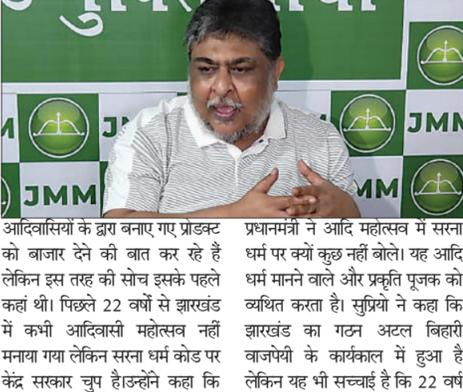 JMM
JMM
JMM
आदिवासियों के द्वारा बनाए गए प्रोडक्ट
को बाजार देने की बात कर रहे हैं
लेकिन इस तरह की सोच इसके पहले
कहां थी। पिछले 22 वर्षों से झारखंड
में कभी आदिवासी महोत्सव नहीं
मनाया गया लेकिन सरना धर्म कोड पर
केंद्र सरकार चुप है।उन्होंने कहा कि
प्रधानमंत्री ने आदि महोत्सव में सरना
धर्म पर क्यों कुछ नहीं बोले। यह आदि
धर्म मानने वाले और प्रकृति पूजक को
व्यथित करता है। सुप्रियो ने कहा कि
झारखंड का गठन अटल बिहारी
वाजपेयी के कार्यकाल में हुआ है
लेकिन यह भी सच्चाई है कि 22 वर्ष